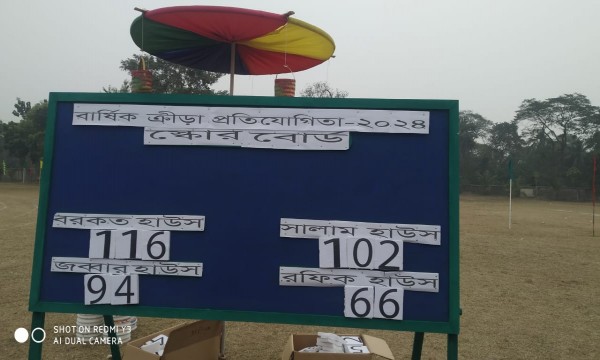 বার্ষিক ক্রীড়া প্রতিযোগিতা-২০২৪
স্কোর বোর্ড
বরকত হাউস
116
জব্বার হাউস
94
সালাম হাউস
102
রফিক হাউস
66
SHOT ON REDMI Y3
AI DUAL CAMERA